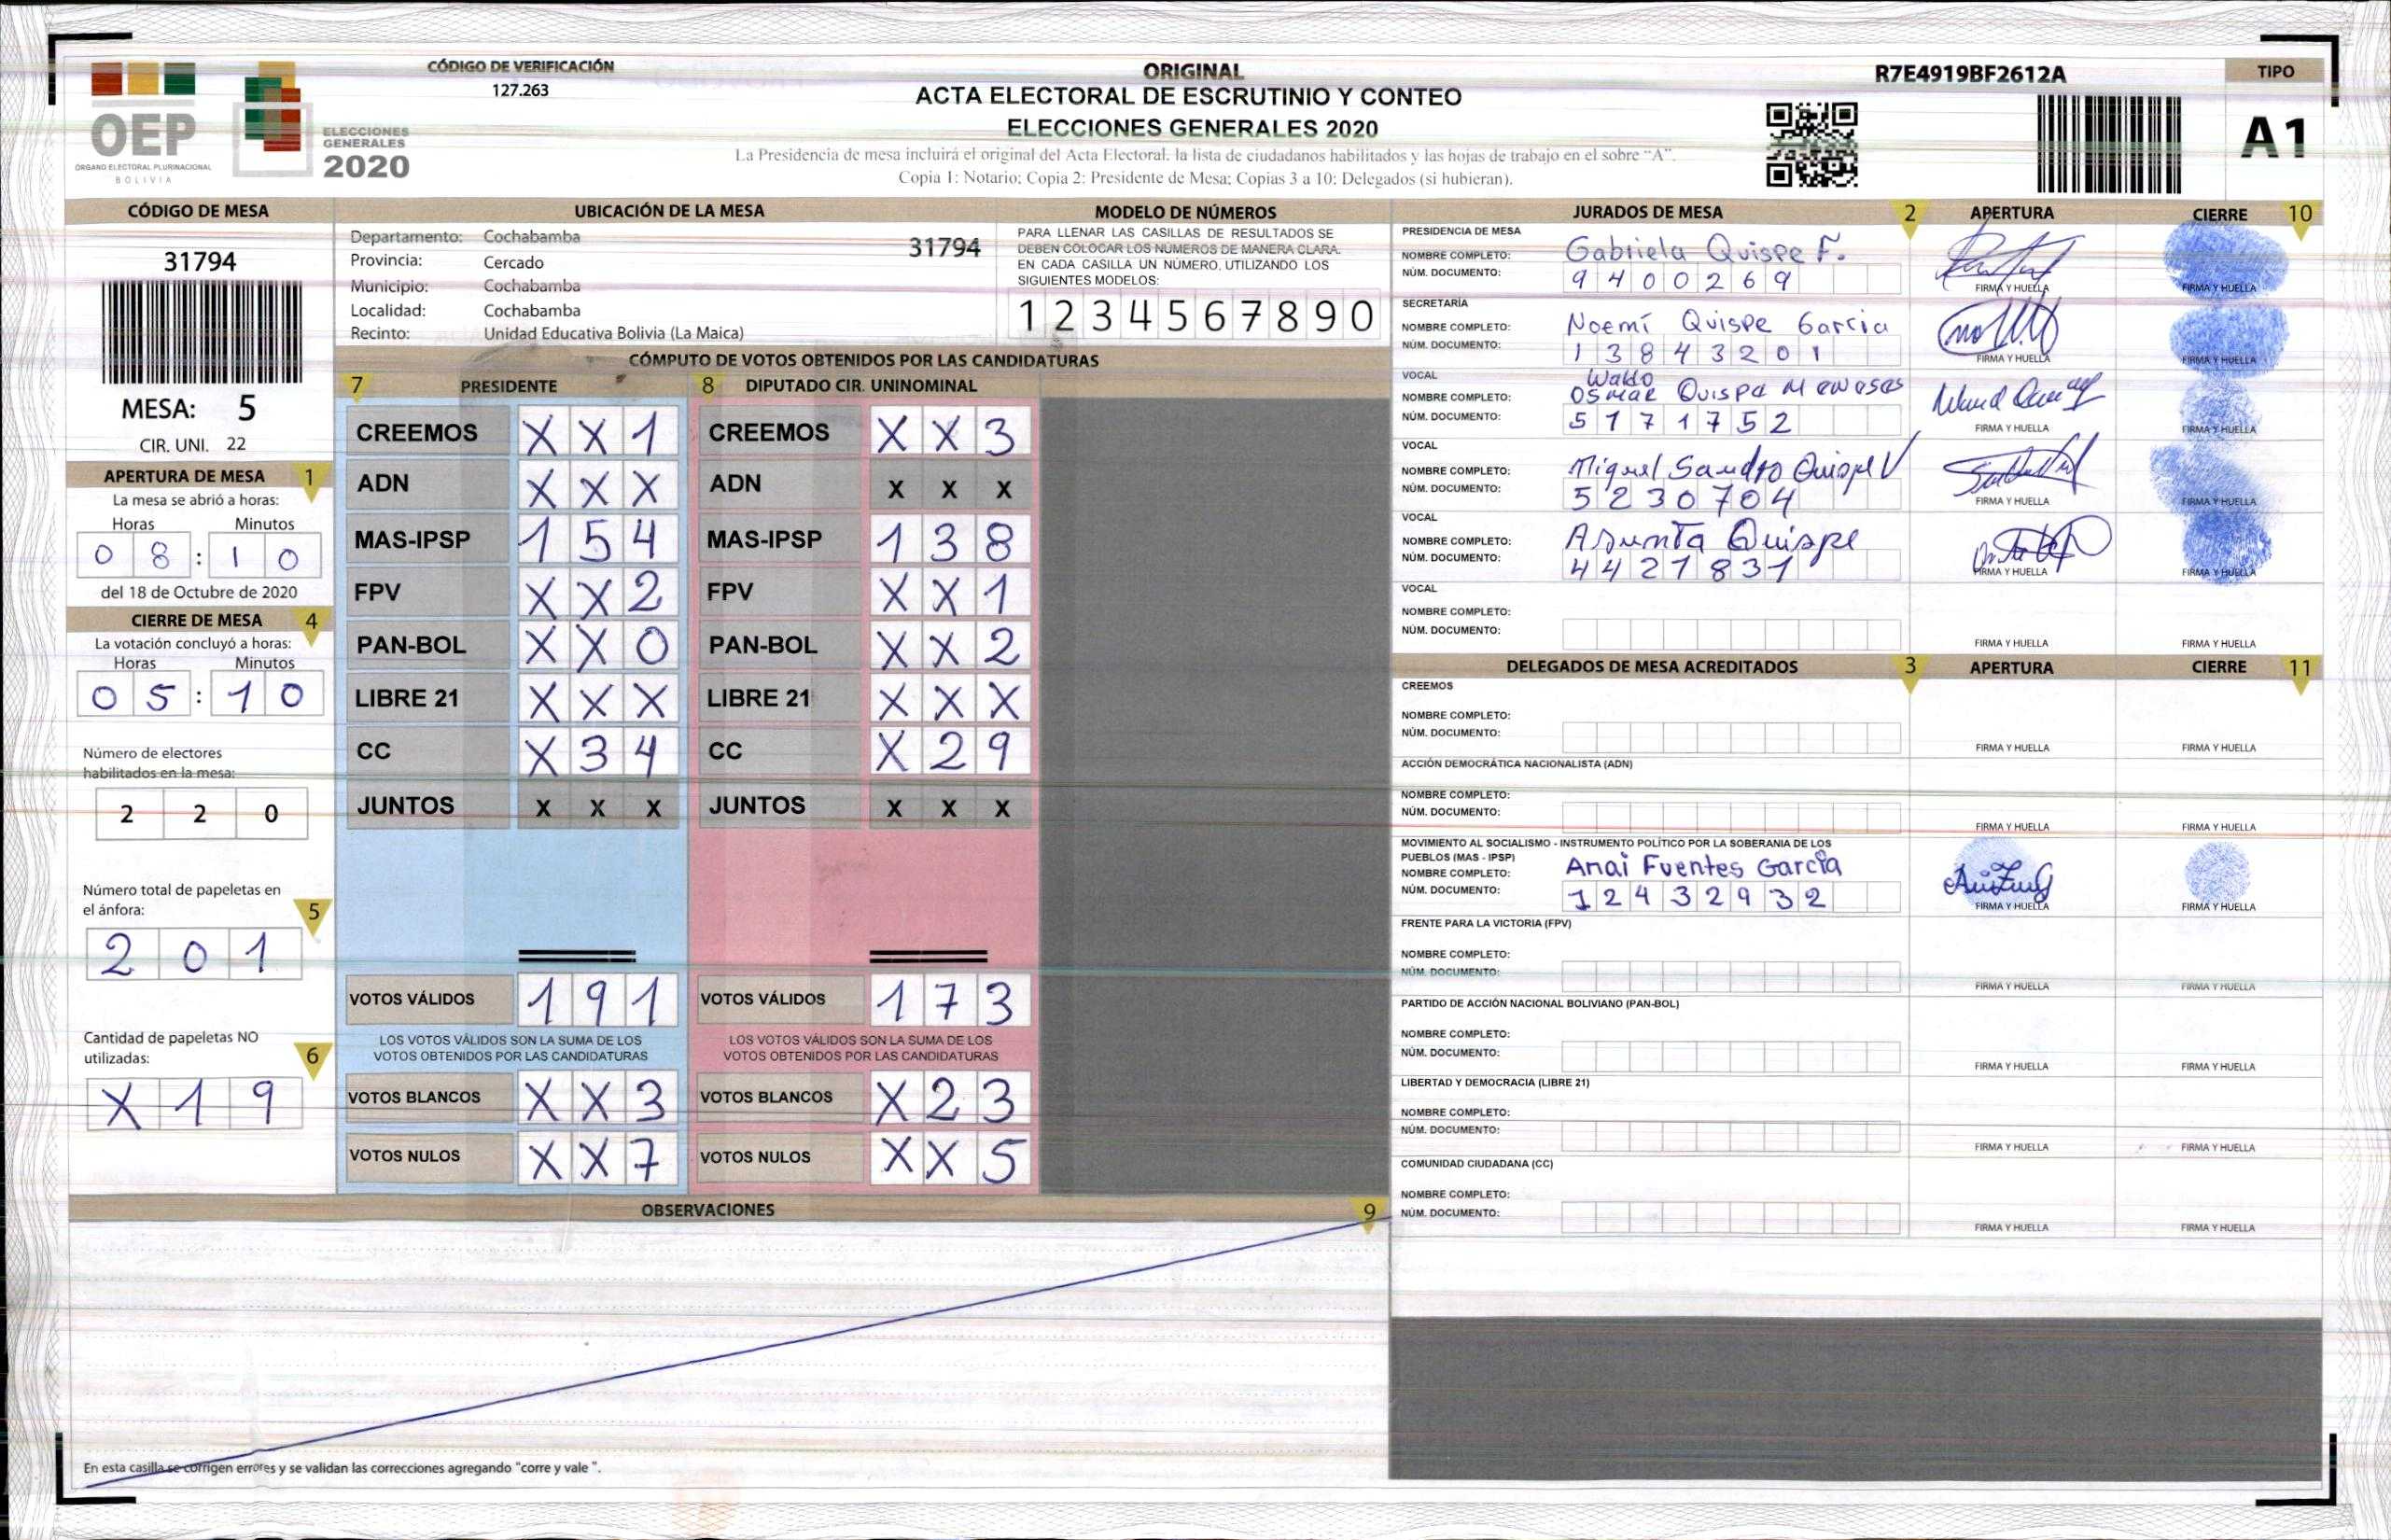 CÓDIGO DE VERIFICACIÓN
127.263
ORIGINAL
ACTA ELECTORAL DE ESCRUTINIO Y CONTEO
ELECCIONES GENERALES 2020
La Presidencia de mesa incluirá el original del Acta Electoral, la lista de ciudadanos habilitados y las hojas de trabajo en el sobre "A".
Copia 1: Notario; Copia 2: Presidente de Mesa; Copias 3 a 10: Delegados (si hubieran).
R7E4919BF2612A
TIPO
A1
OEP
ÓRGANO ELECTORAL PLURINACIONAL
BOLIVIA
ELECCIONES
GENERALES
2020
CÓDIGO DE MESA
31794
MESA: 5
CIR. UNI. 22
APERTURA DE MESA 1
La mesa se abrió a horas:
Horas Minutos
0 8 : 1 0
del 18 de Octubre de 2020
CIERRE DE MESA 4
La votación concluyó a horas:
Horas Minutos
0 5 : 1 0
Número de electores
habilitados en la mesa:
2 2 0
Número total de papeletas en
el ánfora: 5
2 0 1
Cantidad de papeletas NO
utilizadas: 6
X 1 9
UBICACIÓN DE LA MESA
Departamento: Cochabamba
31794
Provincia: Cercado
Municipio: Cochabamba
Localidad: Cochabamba
Recinto: Unidad Educativa Bolivia (La Maica)
MODELO DE NÚMEROS
PARA LLENAR LAS CASILLAS DE RESULTADOS SE
DEBEN COLOCAR LOS NÚMEROS DE MANERA CLARA.
EN CADA CASILLA UN NÚMERO, UTILIZANDO LOS
SIGUIENTES MODELOS:
1 2 3 4 5 6 7 8 9 0
CÓMPUTO DE VOTOS OBTENIDOS POR LAS CANDIDATURAS
7 PRESIDENTE 8 DIPUTADO CIR. UNINOMINAL
CREEMOS X X 1 CREEMOS X X 3
ADN X X X ADN X X X
MAS-IPSP 1 5 4 MAS-IPSP 1 3 8
FPV X X 2 FPV X X 1
PAN-BOL X X 0 PAN-BOL X X 2
LIBRE 21 X X X LIBRE 21 X X X
CC X 3 4 CC X 2 9
JUNTOS X X X JUNTOS X X X
VOTOS VÁLIDOS 1 9 1 VOTOS VÁLIDOS 1 7 3
LOS VOTOS VÁLIDOS SON LA SUMA DE LOS LOS VOTOS VÁLIDOS SON LA SUMA DE LOS
VOTOS OBTENIDOS POR LAS CANDIDATURAS VOTOS OBTENIDOS POR LAS CANDIDATURAS
VOTOS BLANCOS X X 3 VOTOS BLANCOS X 2 3
VOTOS NULOS X X 7 VOTOS NULOS X X 5
OBSERVACIONES 9
En esta casilla se corrigen errores y se validan las correcciones agregando "corre y vale ".
JURADOS DE MESA 2 APERTURA CIERRE 10
PRESIDENCIA DE MESA
NOMBRE COMPLETO: Gabriela Quispe F.
NÚM. DOCUMENTO: 9 4 0 0 2 6 9
FIRMA Y HUELLA FIRMA Y HUELLA
SECRETARÍA
NOMBRE COMPLETO: Noemí Quispe Garcia
NÚM. DOCUMENTO: 1 3 8 4 3 2 0 1
FIRMA Y HUELLA FIRMA Y HUELLA
VOCAL
Waldo
NOMBRE COMPLETO: Osmar Quispe Meneses
NÚM. DOCUMENTO: 5 1 7 1 7 5 2
FIRMA Y HUELLA FIRMA Y HUELLA
VOCAL
NOMBRE COMPLETO: Miguel Sandro Quispe V
NÚM. DOCUMENTO: 5 2 3 0 7 0 4
FIRMA Y HUELLA FIRMA Y HUELLA
VOCAL
NOMBRE COMPLETO: Asunta Quispe
NÚM. DOCUMENTO: 4 4 2 1 8 3 1
FIRMA Y HUELLA FIRMA Y HUELLA
VOCAL
NOMBRE COMPLETO:
NÚM. DOCUMENTO:
FIRMA Y HUELLA FIRMA Y HUELLA
DELEGADOS DE MESA ACREDITADOS 3 APERTURA CIERRE 11
CREEMOS
NOMBRE COMPLETO:
NÚM. DOCUMENTO:
FIRMA Y HUELLA FIRMA Y HUELLA
ACCIÓN DEMOCRÁTICA NACIONALISTA (ADN)
NOMBRE COMPLETO:
NÚM. DOCUMENTO:
FIRMA Y HUELLA FIRMA Y HUELLA
MOVIMIENTO AL SOCIALISMO - INSTRUMENTO POLÍTICO POR LA SOBERANIA DE LOS
PUEBLOS (MAS - IPSP)
NOMBRE COMPLETO: Anai Fuentes Garcia
NÚM. DOCUMENTO: 1 2 4 3 2 9 3 2
FIRMA Y HUELLA FIRMA Y HUELLA
FRENTE PARA LA VICTORIA (FPV)
NOMBRE COMPLETO:
NÚM. DOCUMENTO:
FIRMA Y HUELLA FIRMA Y HUELLA
PARTIDO DE ACCIÓN NACIONAL BOLIVIANO (PAN-BOL)
NOMBRE COMPLETO:
NÚM. DOCUMENTO:
FIRMA Y HUELLA FIRMA Y HUELLA
LIBERTAD Y DEMOCRACIA (LIBRE 21)
NOMBRE COMPLETO:
NÚM. DOCUMENTO:
FIRMA Y HUELLA FIRMA Y HUELLA
COMUNIDAD CIUDADANA (CC)
NOMBRE COMPLETO:
NÚM. DOCUMENTO:
FIRMA Y HUELLA FIRMA Y HUELLA